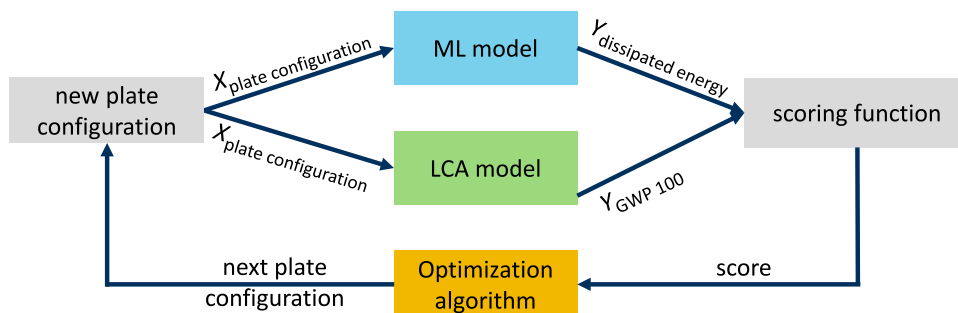 new plate
configuration
X plate configuration
X plate configuration
ML model
LCA model
Y dissipated energy
Y GWP 100
scoring function
score
Optimization
algorithm
next plate
configuration